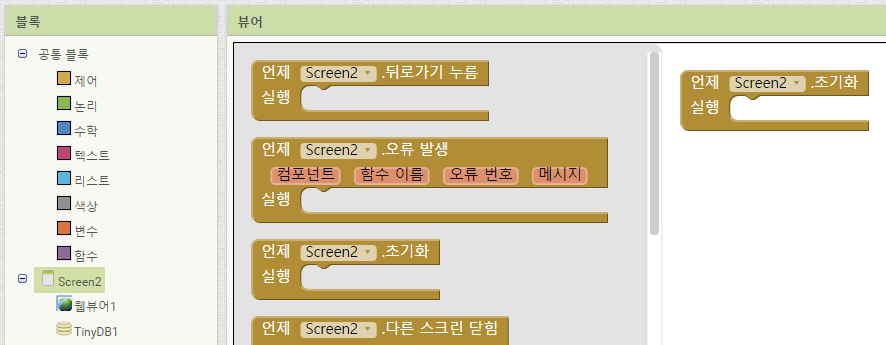 블록
공통 블록
제어
논리
수학
텍스트
리스트
색상
변수
함수
Screen2
웹뷰어1
TinyDB1
뷰어
언제 Screen2 .뒤로가기 누름
실행
언제 Screen2 .오류 발생
컴포넌트 함수 이름 오류 번호 메시지
실행
언제 Screen2 .초기화
실행
언제 Screen2 .다른 스크린 닫힘
언제 Screen2 .초기화
실행